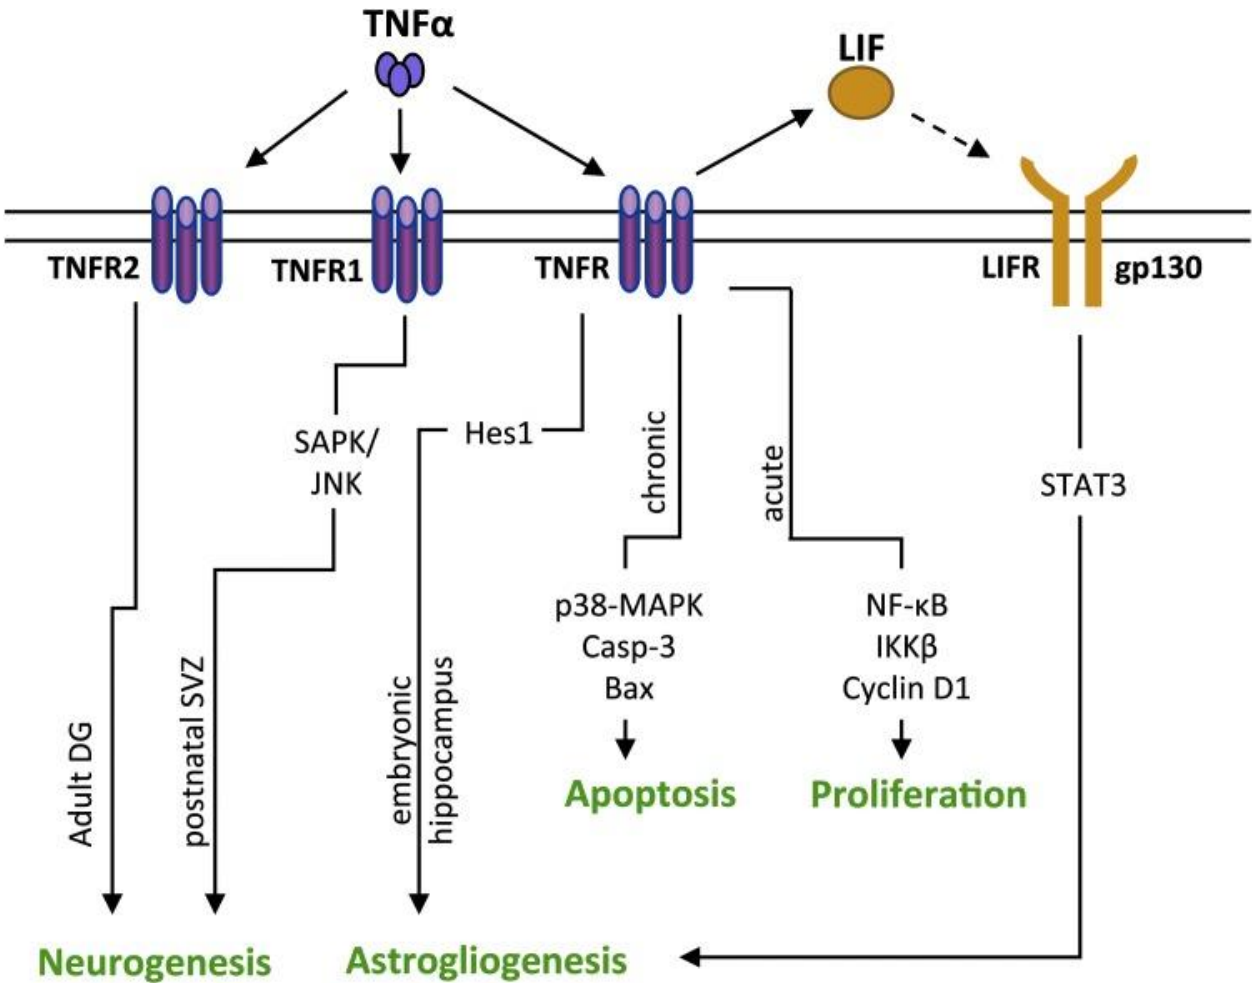 TNFα
LIF
TNFR2
TNFR1
TNFR
LIFR
gp130
SAPK/
JNK
Hes1
chronic
acute
STAT3
p38-MAPK
Casp-3
Bax
NF-κB
IKKβ
Cyclin D1
Adult DG
postnatal SVZ
embryonic
hippocampus
Apoptosis
Proliferation
Neurogenesis
Astrogliogenesis